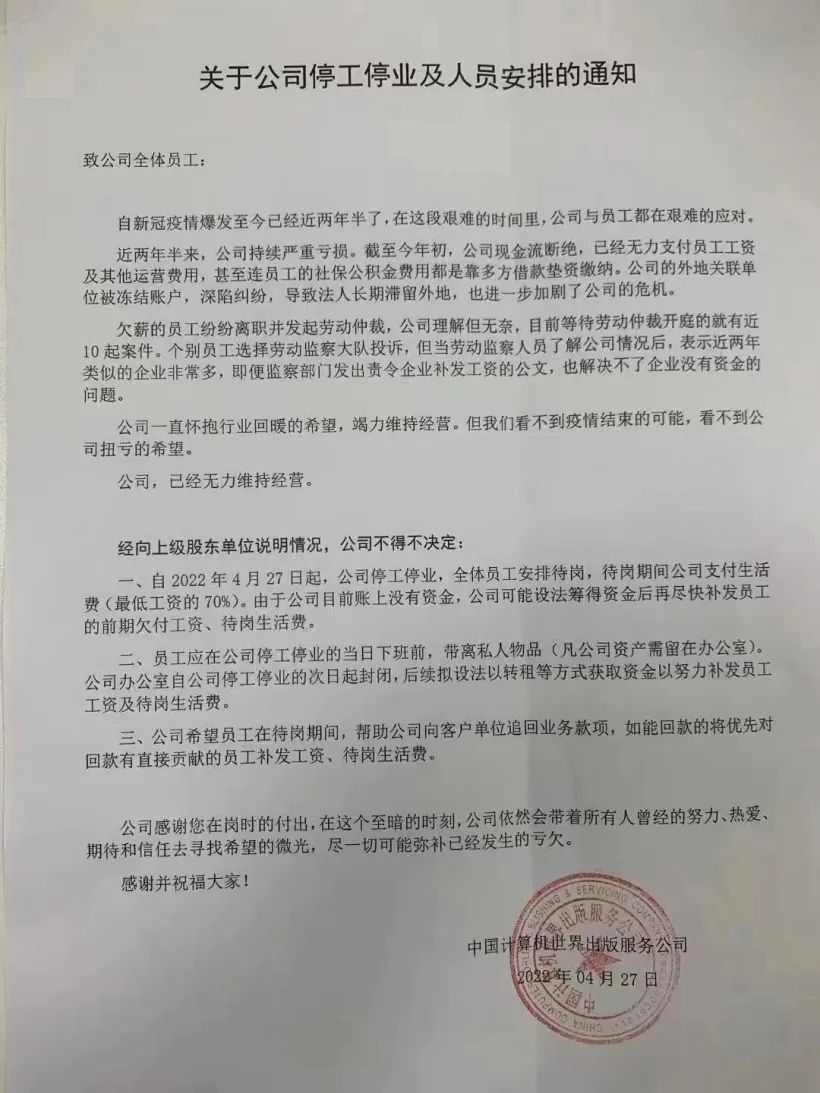 关于公司停工停业及人员安排的通知
致公司全体员工：
自新冠疫情爆发至今已经近两年半了，在这段艰难的时间里，公司与员工都在艰难的应对。
近两年半来，公司持续严重亏损。截至今年初，公司现金流断绝，已经无力支付员工工资
及其他运营费用，甚至连员工的社保公积金费用都是靠多方借款垫资缴纳。公司的外地关联单
位被冻结账户，深陷纠纷，导致法人长期滞留外地，也进一步加剧了公司的危机。
欠薪的员工纷纷离职并发起劳动仲裁，公司理解但无奈，目前等待劳动仲裁开庭的就有近
10 起案件。个别员工选择劳动监察大队投诉，但当劳动监察人员了解公司情况后，表示近两年
类似的企业非常多，即便监察部门发出责令企业补发工资的公文，也解决不了企业没有资金的
问题。
公司一直怀抱行业回暖的希望，竭力维持经营。但我们看不到疫情结束的可能，看不到公
司扭亏的希望。
公司，已经无力维持经营。
经向上级股东单位说明情况，公司不得不决定：
一、自 2022 年 4 月 27 日起，公司停工停业，全体员工安排待岗，待岗期间公司支付生活
费（最低工资的 70%）。由于公司目前账上没有资金，公司可能设法筹得资金后再尽快补发员工
的前期欠付工资、待岗生活费。
二、员工应在公司停工停业的当日下班前，带离私人物品（凡公司资产需留在办公室）。
公司办公室自公司停工停业的次日起封闭，后续拟设法以转租等方式获取资金以努力补发员工
工资及待岗生活费。
三、公司希望员工在待岗期间，帮助公司向客户单位追回业务款项，如能回款的将优先对
回款有直接贡献的员工补发工资、待岗生活费。
公司感谢您在岗时的付出，在这个至暗的时刻，公司依然会带着所有人曾经的努力、热爱、
期待和信任去寻找希望的微光，尽一切可能弥补已经发生的亏欠。
感谢并祝福大家！
中国计算机世界出版服务公司
2022 年 04 月 27 日
中国计算机世界出版服务公司
CHINA COMPUTERWORLD PUBLISHING & SERVICING COMPANY